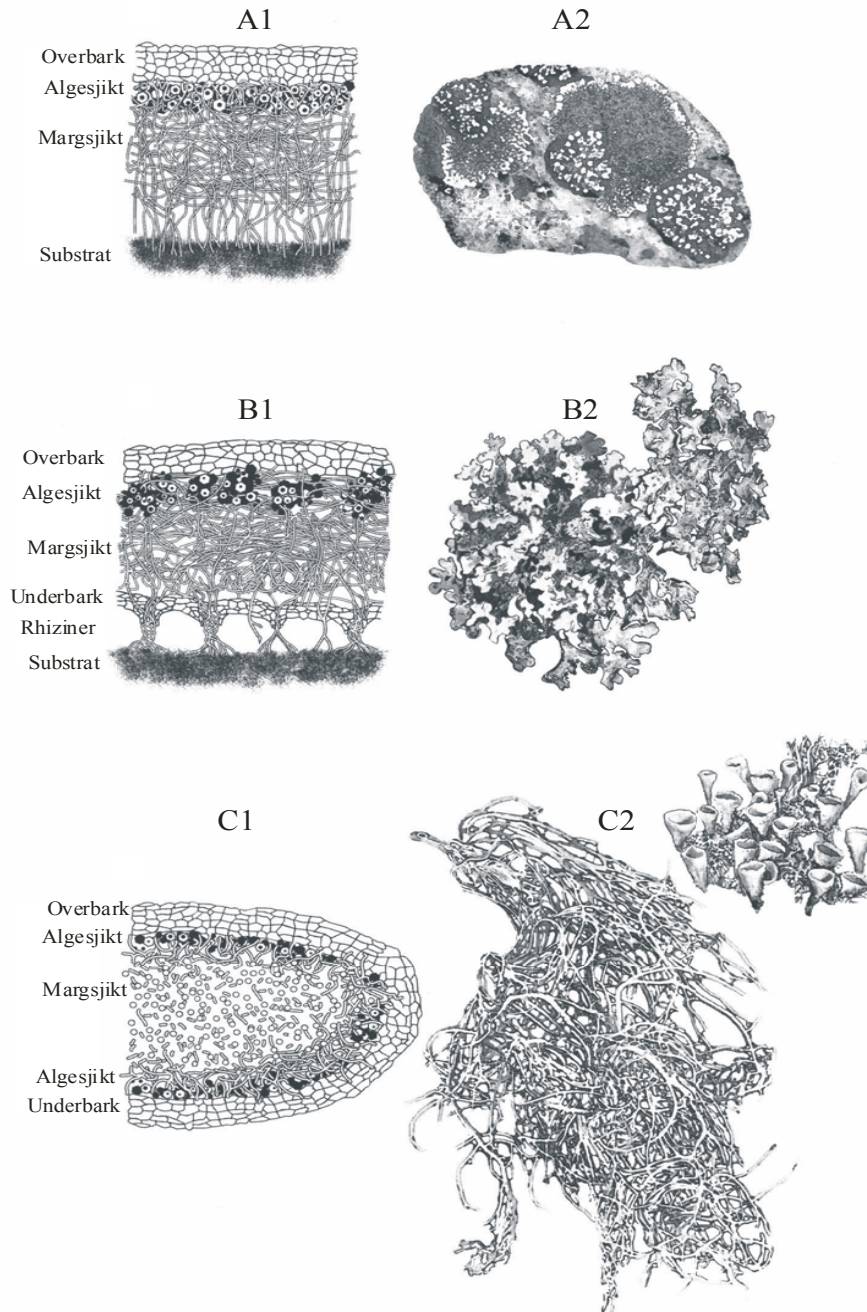 A1
A2
Overbark
Algesjikt
Margsjikt
Substrat
B1
B2
Overbark
Algesjikt
Margsjikt
Underbark
Rhiziner
Substrat
C1
C2
Overbark
Algesjikt
Margsjikt
Algesjikt
Underbark